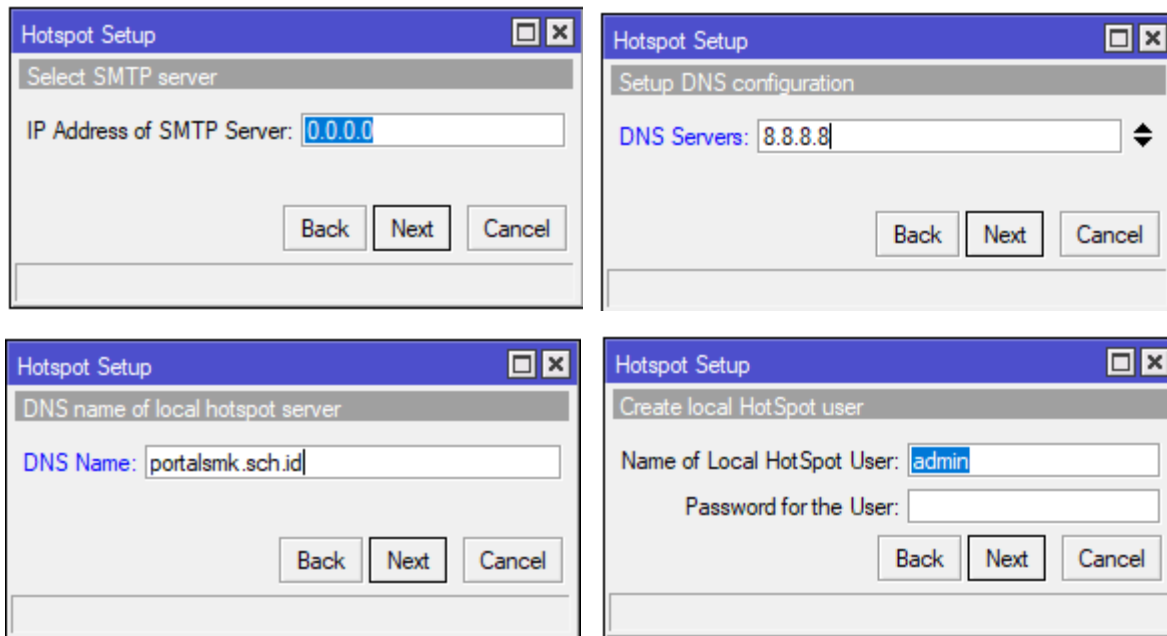 Hotspot Setup
Select SMTP server
IP Address of SMTP Server: 0.0.0.0
Back Next Cancel
Hotspot Setup
Setup DNS configuration
DNS Servers: 8.8.8.8
Back Next Cancel
Hotspot Setup
DNS name of local hotspot server
DNS Name: portalsmk.sch.id
Back Next Cancel
Hotspot Setup
Create local HotSpot user
Name of Local HotSpot User: admin
Password for the User:
Back Next Cancel